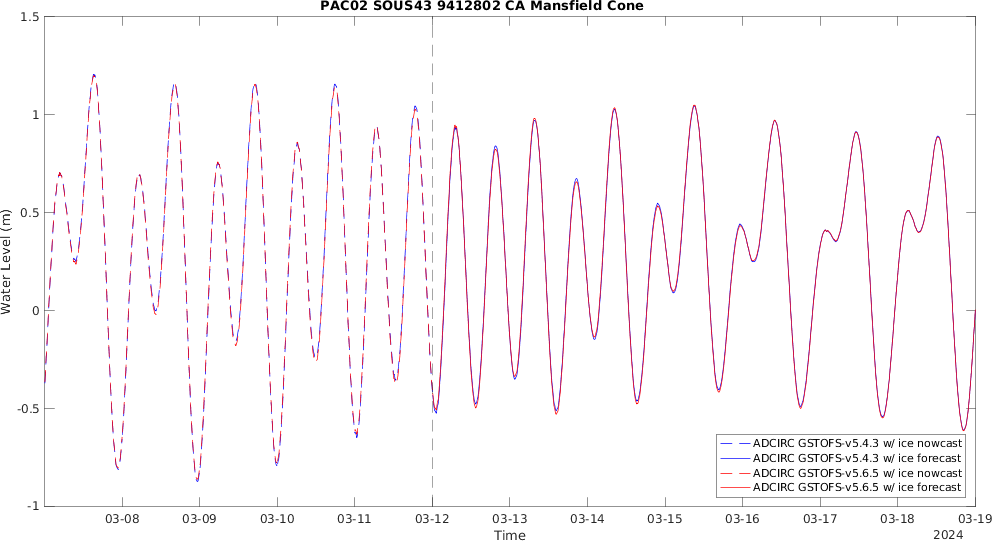 PAC02 SOUS43 9412802 CA Mansfield Cone
1.5
1
0.5
0
-0.5
-1
Water Level (m)
03-08 03-09 03-10 03-11 03-12 03-13 03-14 03-15 03-16 03-17 03-18 03-19
Time
2024
ADCIRC GSTOFS-v5.4.3 w/ ice nowcast
ADCIRC GSTOFS-v5.4.3 w/ ice forecast
ADCIRC GSTOFS-v5.6.5 w/ ice nowcast
ADCIRC GSTOFS-v5.6.5 w/ ice forecast